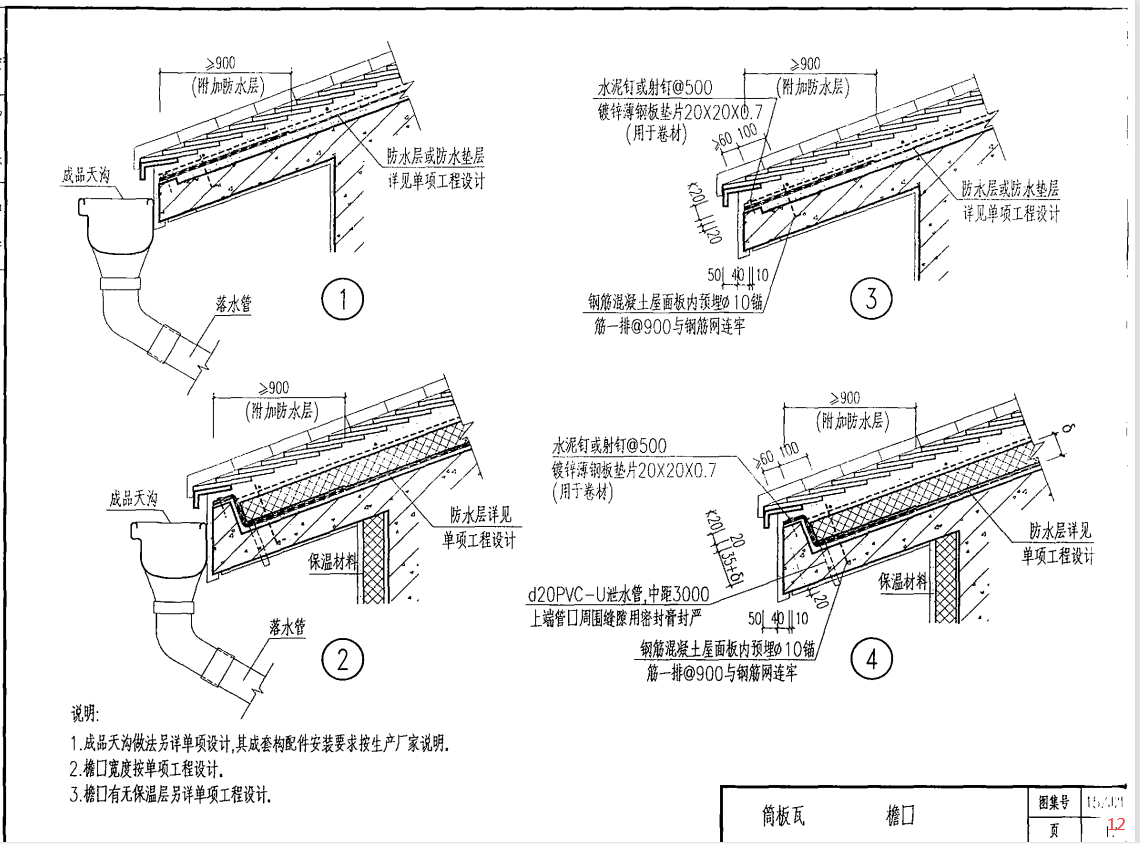 ≥900
(附加防水层)
防水层或防水垫层
详见单项工程设计
成品天沟
落水管
1
≥900
(附加防水层)
水泥钉或射钉@500
镀锌薄钢板垫片20X20X0.7
(用于卷材)
≥60 100
防水层或防水垫层
详见单项工程设计
20
50 40 10
钢筋混凝土屋面板内预埋ø10锚
筋一排@900与钢筋网连牢
3
≥900
(附加防水层)
成品天沟
防水层详见
单项工程设计
保温材料
落水管
2
≥900
(附加防水层)
δ
水泥钉或射钉@500
镀锌薄钢板垫片20X20X0.7
(用于卷材)
≥60 100
20
防水层详见
单项工程设计
保温材料
d20PVC-U泄水管,中距3000
上端管口周围缝隙用密封膏封严
20
50 40 10
钢筋混凝土屋面板内预埋ø10锚
筋一排@900与钢筋网连牢
4
说明:
1.成品天沟做法另详单项设计,其成套构配件安装要求按生产厂家说明.
2.檐口宽度按单项工程设计.
3.檐口有无保温层另详单项工程设计.
筒板瓦 檐口
图集号
页 12